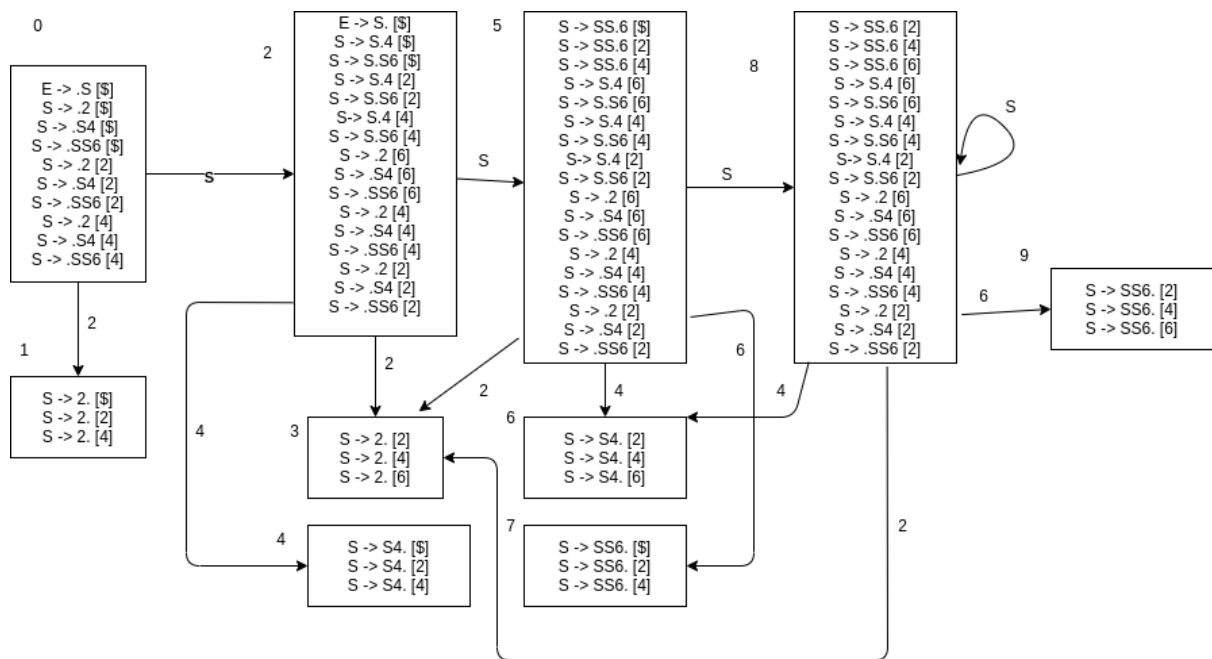 0
E -> .S [$]
S -> .2 [$]
S -> .S4 [$]
S -> .SS6 [$]
S -> .2 [2]
S -> .S4 [2]
S -> .SS6 [2]
S -> .2 [4]
S -> .S4 [4]
S -> .SS6 [4]
S
2
1
S -> 2. [$]
S -> 2. [2]
S -> 2. [4]
2
E -> S. [$]
S -> S.4 [$]
S -> S.S6 [$]
S -> S.4 [2]
S -> S.S6 [2]
S-> S.4 [4]
S -> S.S6 [4]
S -> .2 [6]
S -> .S4 [6]
S -> .SS6 [6]
S -> .2 [4]
S -> .S4 [4]
S -> .SS6 [4]
S -> .2 [2]
S -> .S4 [2]
S -> .SS6 [2]
S
2
4
3
S -> 2. [2]
S -> 2. [4]
S -> 2. [6]
4
S -> S4. [$]
S -> S4. [2]
S -> S4. [4]
5
S -> SS.6 [$]
S -> SS.6 [2]
S -> SS.6 [4]
S -> S.4 [6]
S -> S.S6 [6]
S -> S.4 [4]
S -> S.S6 [4]
S-> S.4 [2]
S -> S.S6 [2]
S -> .2 [6]
S -> .S4 [6]
S -> .SS6 [6]
S -> .2 [4]
S -> .S4 [4]
S -> .SS6 [4]
S -> .2 [2]
S -> .S4 [2]
S -> .SS6 [2]
S
2
4
6
6
S -> S4. [2]
S -> S4. [4]
S -> S4. [6]
7
S -> SS6. [$]
S -> SS6. [2]
S -> SS6. [4]
8
S -> SS.6 [2]
S -> SS.6 [4]
S -> SS.6 [6]
S -> S.4 [6]
S -> S.S6 [6]
S -> S.4 [4]
S -> S.S6 [4]
S-> S.4 [2]
S -> S.S6 [2]
S -> .2 [6]
S -> .S4 [6]
S -> .SS6 [6]
S -> .2 [4]
S -> .S4 [4]
S -> .SS6 [4]
S -> .2 [2]
S -> .S4 [2]
S -> .SS6 [2]
S
4
2
6
9
S -> SS6. [2]
S -> SS6. [4]
S -> SS6. [6]